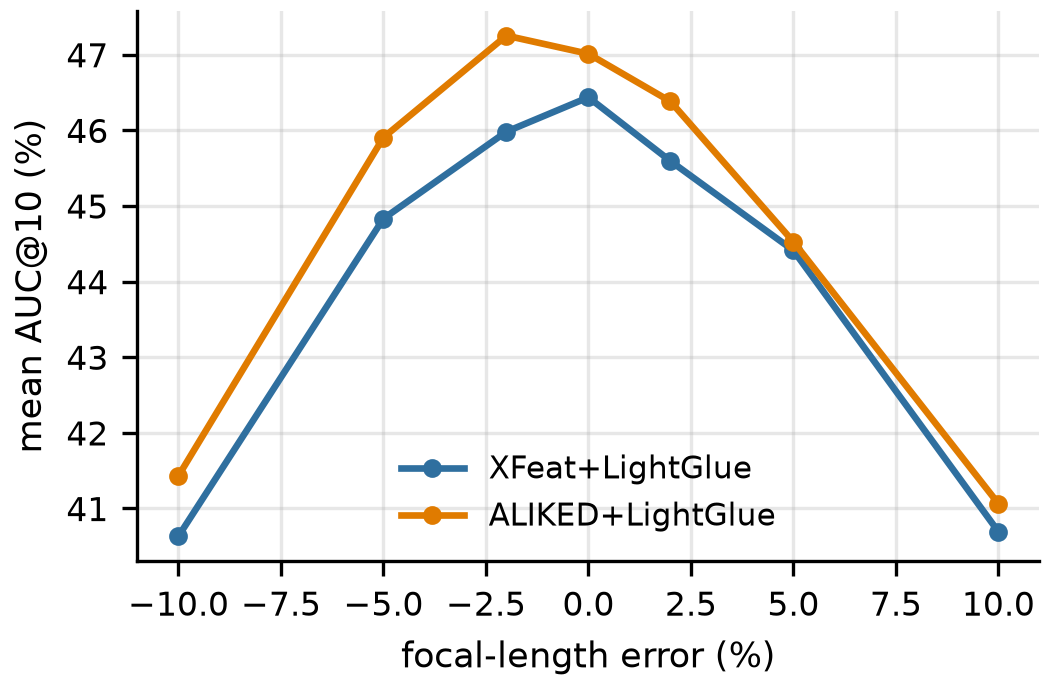 mean AUC@10 (%)
47
46
45
44
43
42
41
XFeat+LightGlue
ALIKED+LightGlue
−10.0 −7.5 −5.0 −2.5 0.0 2.5 5.0 7.5 10.0
focal-length error (%)